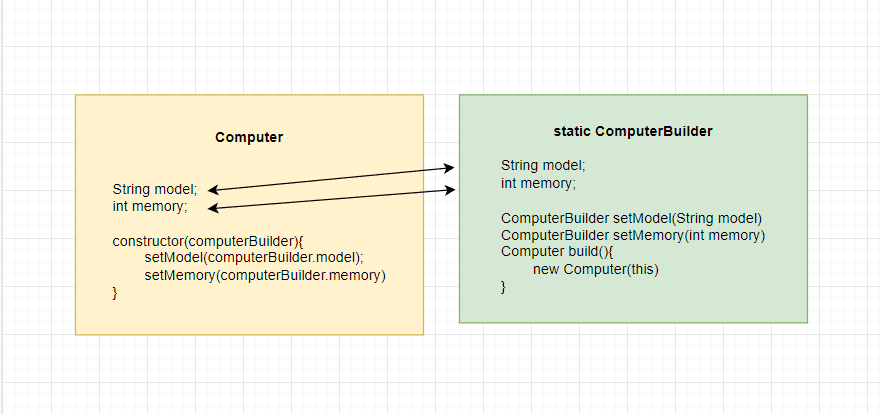 Computer
String model;
int memory;
constructor(computerBuilder){
setModel(computerBuilder.model);
setMemory(computerBuilder.memory)
}
static ComputerBuilder
String model;
int memory;
ComputerBuilder setModel(String model)
ComputerBuilder setMemory(int memory)
Computer build(){
new Computer(this)
}